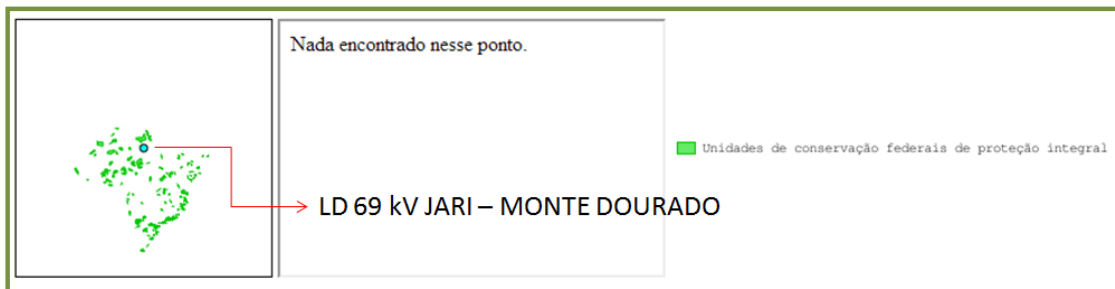 Nada encontrado nesse ponto.
Unidades de conservação federais de proteção integral
LD 69 kV JARI – MONTE DOURADO